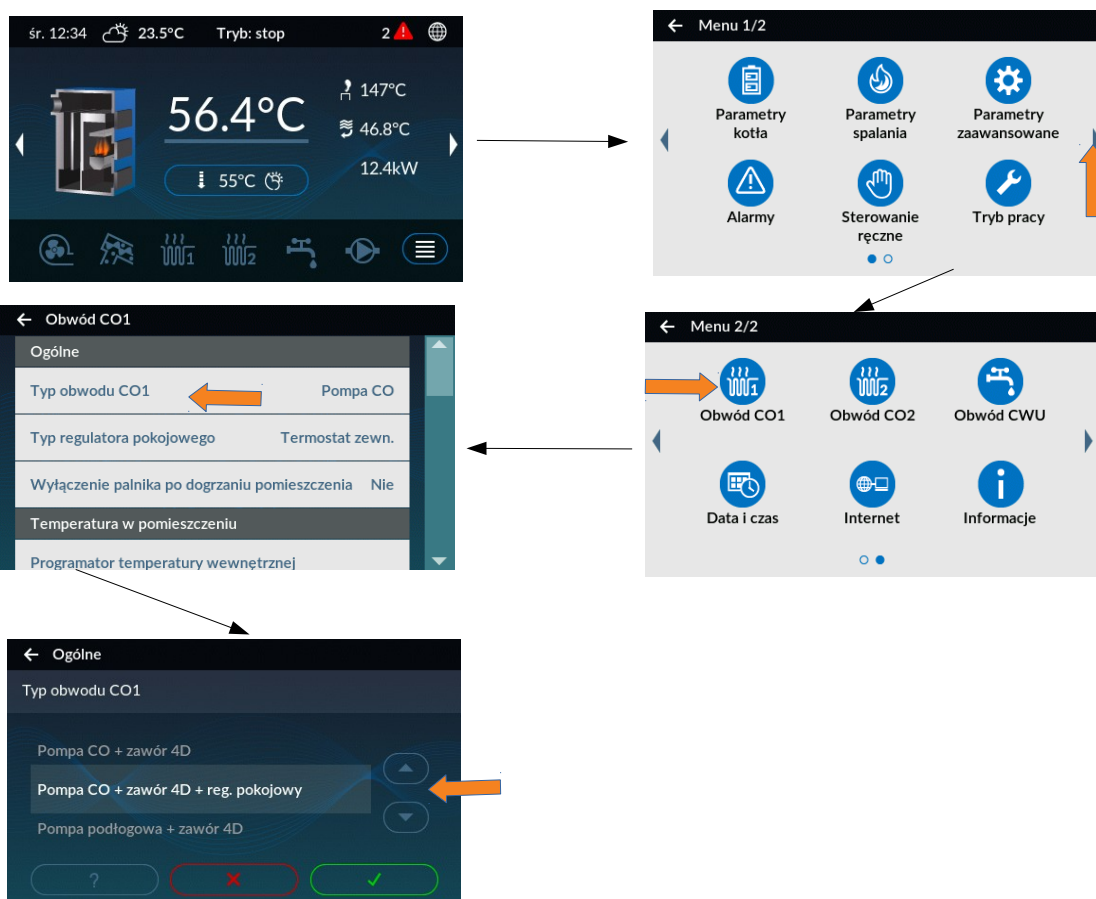 śr. 12:34 23.5°C Tryb: stop 2
56.4°C
147°C
46.8°C
55°C
12.4kW
1 2
Menu 1/2
Parametry
kotła
Parametry
spalania
Parametry
zaawansowane
Alarmy
Sterowanie
ręczne
Tryb pracy
Menu 2/2
1 2
Obwód CO1 Obwód CO2 Obwód CWU
Data i czas Internet Informacje
Obwód CO1
Ogólne
Typ obwodu CO1 Pompa CO
Typ regulatora pokojowego Termostat zewn.
Wyłączenie palnika po dogrzaniu pomieszczenia Nie
Temperatura w pomieszczeniu
Programator temperatury wewnętrznej
Ogólne
Typ obwodu CO1
Pompa CO + zawór 4D
Pompa CO + zawór 4D + reg. pokojowy
Pompa podłogowa + zawór 4D
?